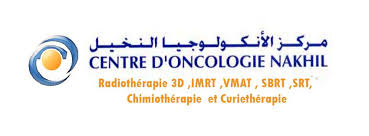 مركز الأنكولوجيا النخيل
CENTRE D'ONCOLOGIE NAKHIL
Radiothérapie 3D ,IMRT ,VMAT , SBRT ,SRT,
Chimiothérapie et Curiethérapie